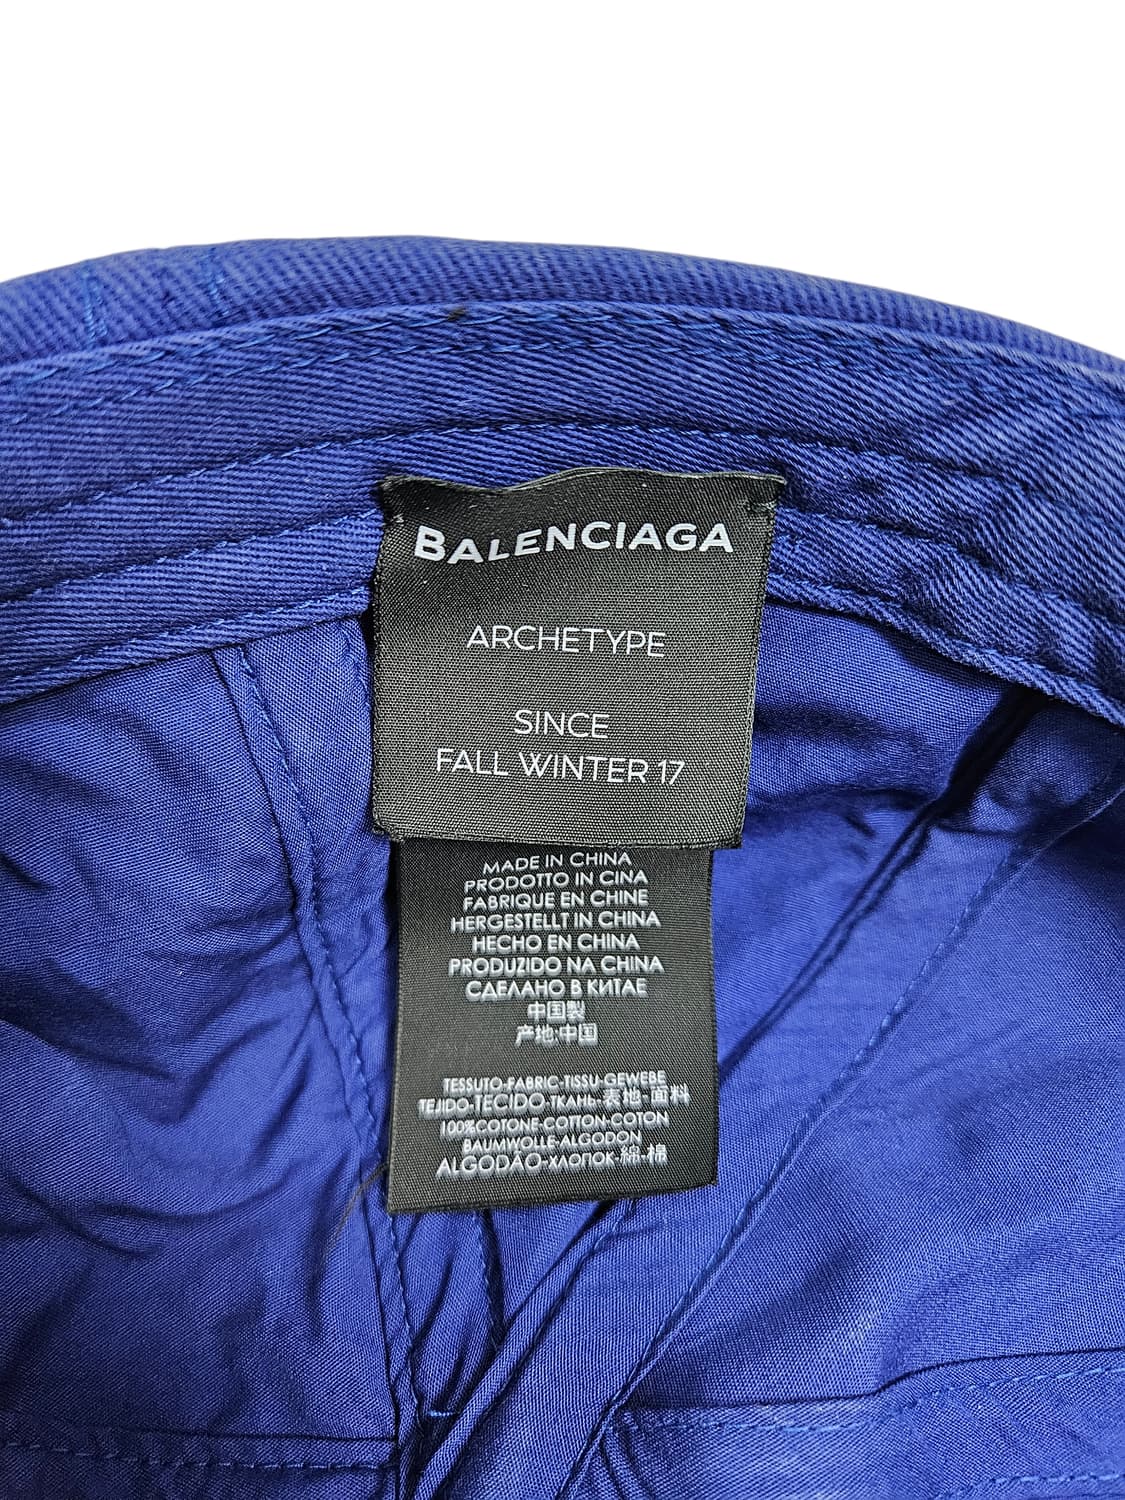 BALENCIAGA
ARCHETYPE
SINCE
FALL WINTER 17
MADE IN CHINA
PRODOTTO IN CINA
FABRIQUE EN CHINE
HERGESTELLT IN CHINA
HECHO EN CHINA
PRODUZIDO NA CHINA
СДЕЛАНО В КИТАЕ
中国製
产地:中国
TESSUTO-FABRIC-TISSU-GEWEBE
TEJIDO-TECIDO-ТКАНЬ-表地-面料
100%COTONE-COTTON-COTON
BAUMWOLLE-ALGODON
ALGODÃO-ХЛОПОК-綿-棉